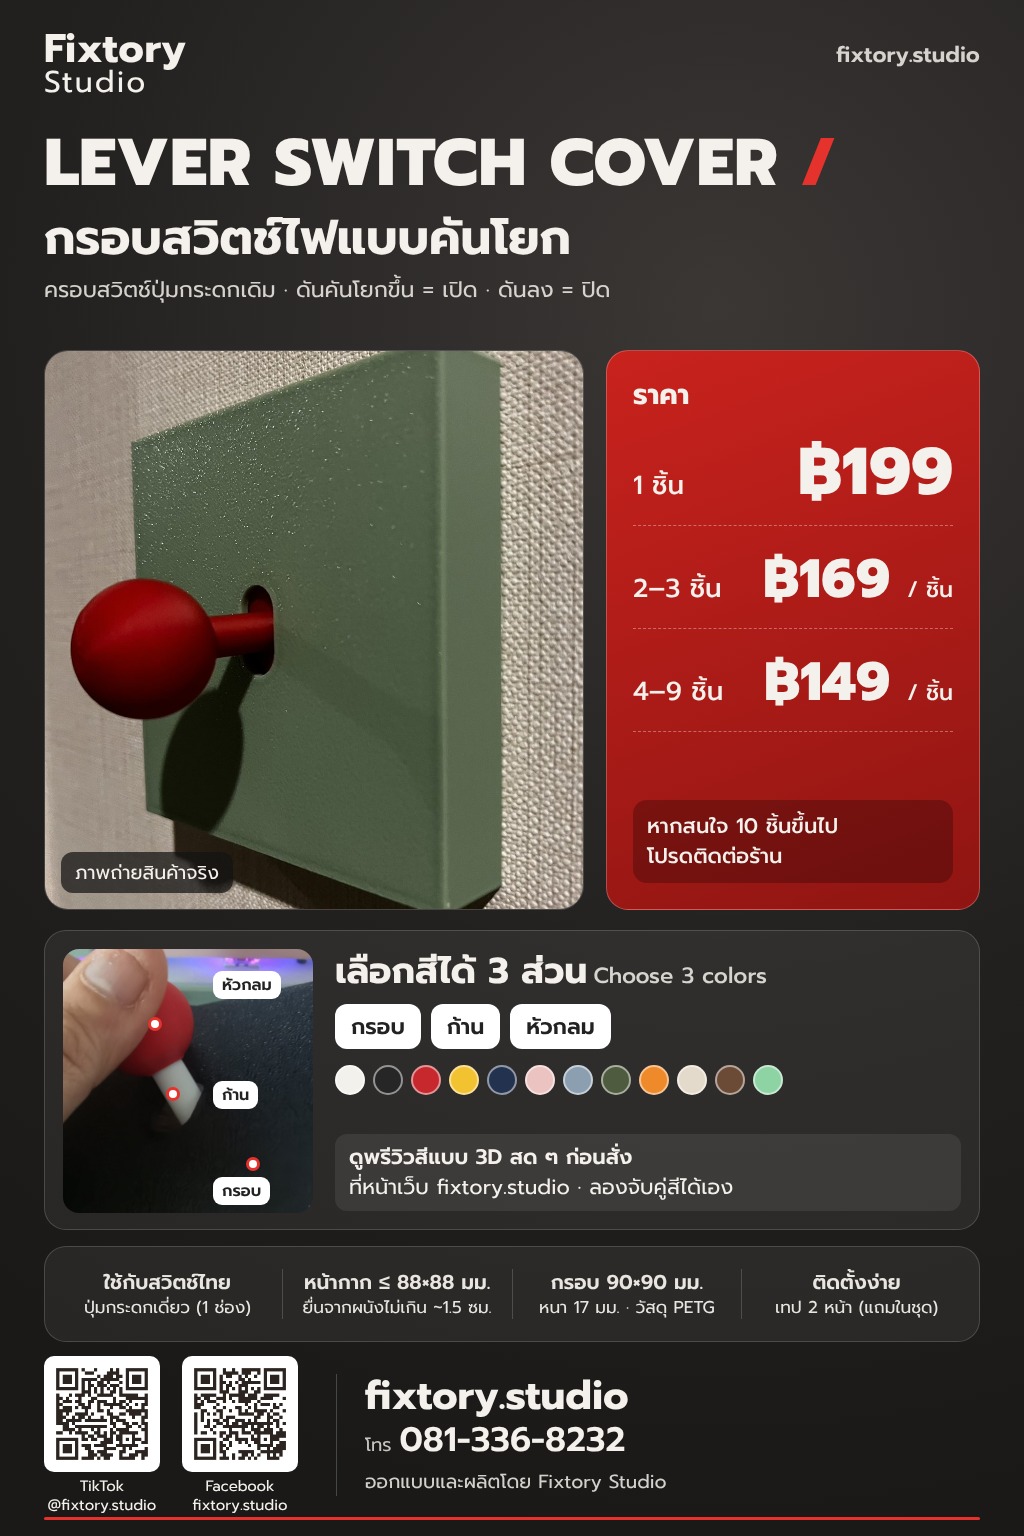 Fixtory
Studio
fixtory.studio
LEVER SWITCH COVER /
กรอบสวิตช์ไฟแบบคันโยก
ครอบสวิตช์ปุ่มกระดกเดิม · ดันคันโยกขึ้น = เปิด · ดันลง = ปิด
ภาพถ่ายสินค้าจริง
ราคา
1 ชิ้น ฿199
2–3 ชิ้น ฿169 / ชิ้น
4–9 ชิ้น ฿149 / ชิ้น
หากสนใจ 10 ชิ้นขึ้นไป
โปรดติดต่อร้าน
หัวกลม
ก้าน
กรอบ
เลือกสีได้ 3 ส่วน Choose 3 colors
กรอบ ก้าน หัวกลม
ดูพรีวิวสีแบบ 3D สด ๆ ก่อนสั่ง
ที่หน้าเว็บ fixtory.studio · ลองจับคู่สีได้เอง
ใช้กับสวิตช์ไทย
ปุ่มกระดกเดี่ยว (1 ช่อง)
หน้ากาก ≤ 88×88 มม.
ยื่นจากผนังไม่เกิน ~1.5 ซม.
กรอบ 90×90 มม.
หนา 17 มม. · วัสดุ PETG
ติดตั้งง่าย
เทป 2 หน้า (แถมในชุด)
TikTok
@fixtory.studio
Facebook
fixtory.studio
fixtory.studio
โทร 081-336-8232
ออกแบบและผลิตโดย Fixtory Studio